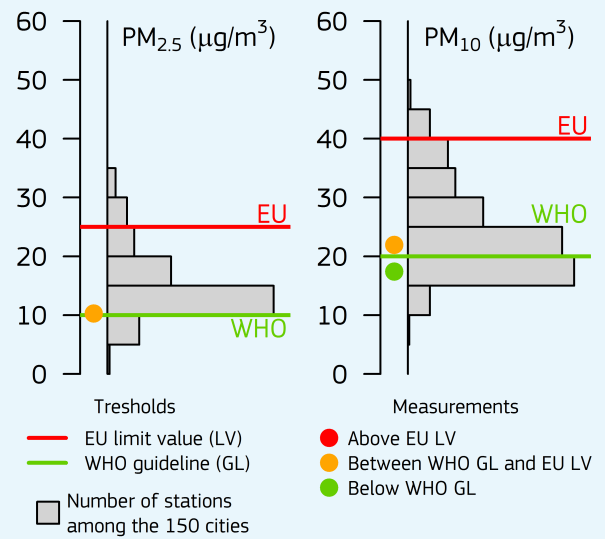 PM2.5 (µg/m³)
60
50
40
30
20
10
0
EU
WHO
PM10 (µg/m³)
60
50
40
30
20
10
0
EU
WHO
Tresholds
EU limit value (LV)
WHO guideline (GL)
Number of stations
among the 150 cities
Measurements
Above EU LV
Between WHO GL and EU LV
Below WHO GL